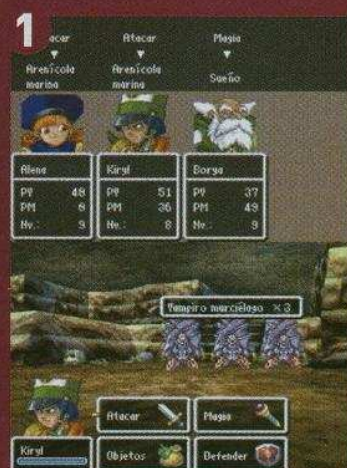 1
acar Atacar Magia
Arenícola Arenícola Sueño
marina marina
Alena Kiryl Borya
PV 48 PV 51 PV 37
PM 0 PM 36 PM 49
Nv.: 9 Nv.: 8 Nv.: 9
Vampiro murciélago ×3
Atacar Magia
Kiryl Objetos Defender